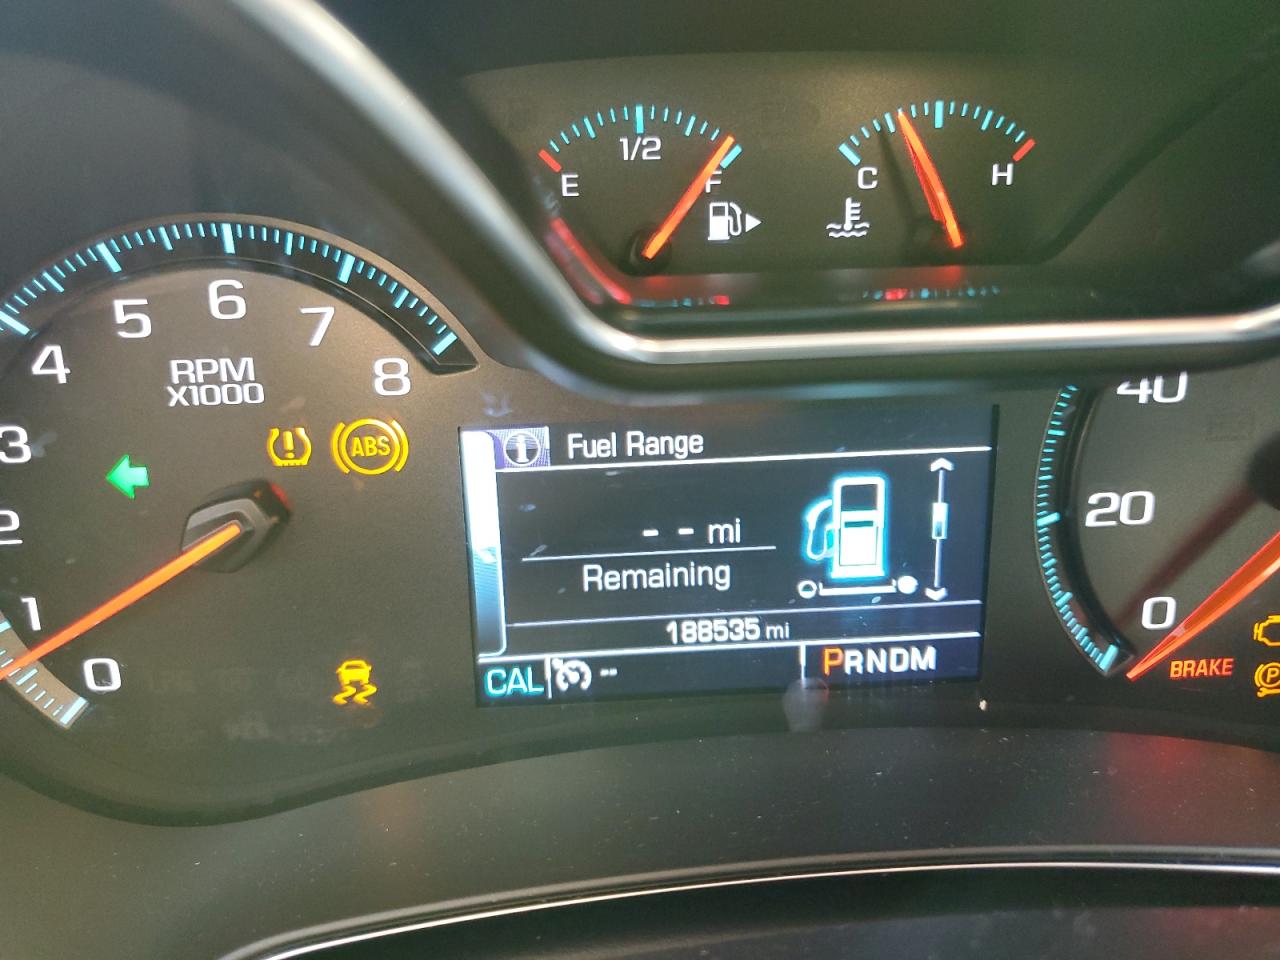 1/2
E
F
C
H
5
6
7
4
8
RPM
X1000
3
ABS
2
1
0
Fuel Range
- - mi
Remaining
188535 mi
CAL
--
PRNDM
40
20
0
BRAKE
P